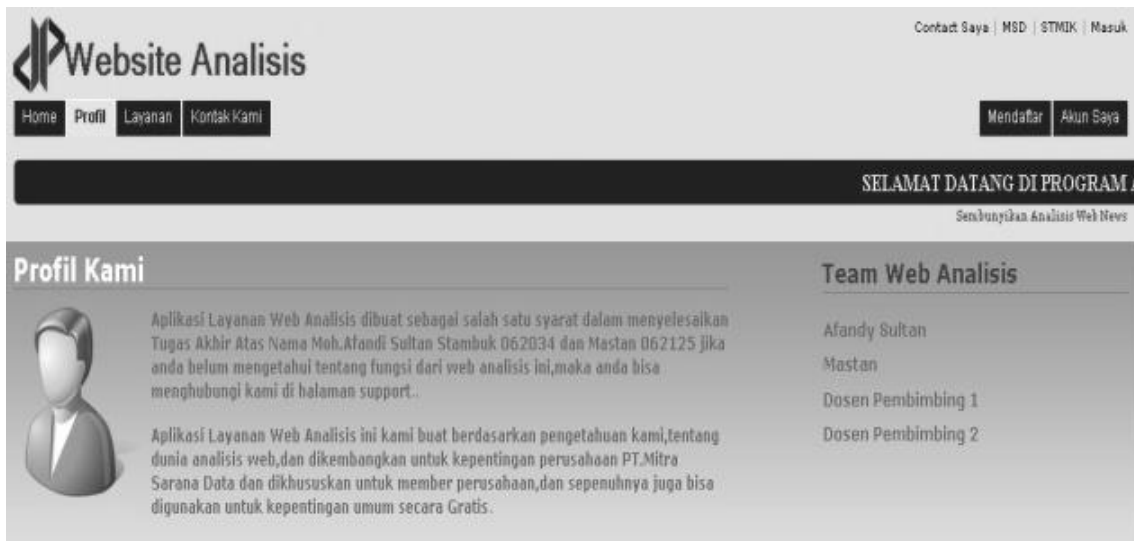 Contact Saya | MSD | STMIK | Masuk
Website Analisis
Home Profil Layanan Kontak Kami
Mendaftar Akun Saya
SELAMAT DATANG DI PROGRAM A
Sembunyikan Analisis Web News
Profil Kami
Aplikasi Layanan Web Analisis dibuat sebagai salah satu syarat dalam menyelesaikan
Tugas Akhir Atas Nama Moh.Afandi Sultan Stambuk 062034 dan Mastan 062125 jika
anda belum mengetahui tentang fungsi dari web analisis ini,maka anda bisa
menghubungi kami di halaman support..
Aplikasi Layanan Web Analisis ini kami buat berdasarkan pengetahuan kami,tentang
dunia analisis web,dan dikembangkan untuk kepentingan perusahaan PT.Mitra
Sarana Data dan dikhususkan untuk member perusahaan,dan sepenuhnya juga bisa
digunakan untuk kepentingan umum secara Gratis.
Team Web Analisis
Afandy Sultan
Mastan
Dosen Pembimbing 1
Dosen Pembimbing 2